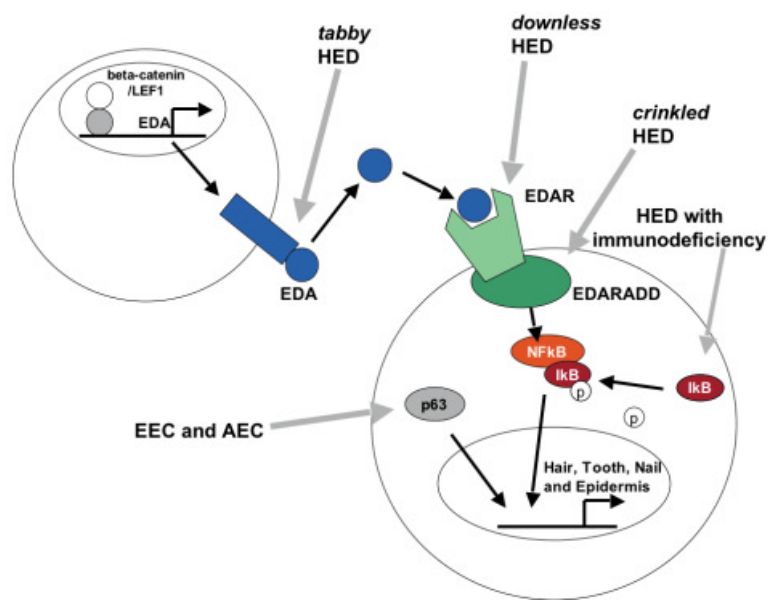 tabby
HED
downless
HED
beta-catenin
/LEF1
EDA
crinkled
HED
EDAR
HED with
immunodeficiency
EDA
EDARADD
NFkB
IkB
p
IkB
p63
p
EEC and AEC
Hair, Tooth, Nail
and Epidermis